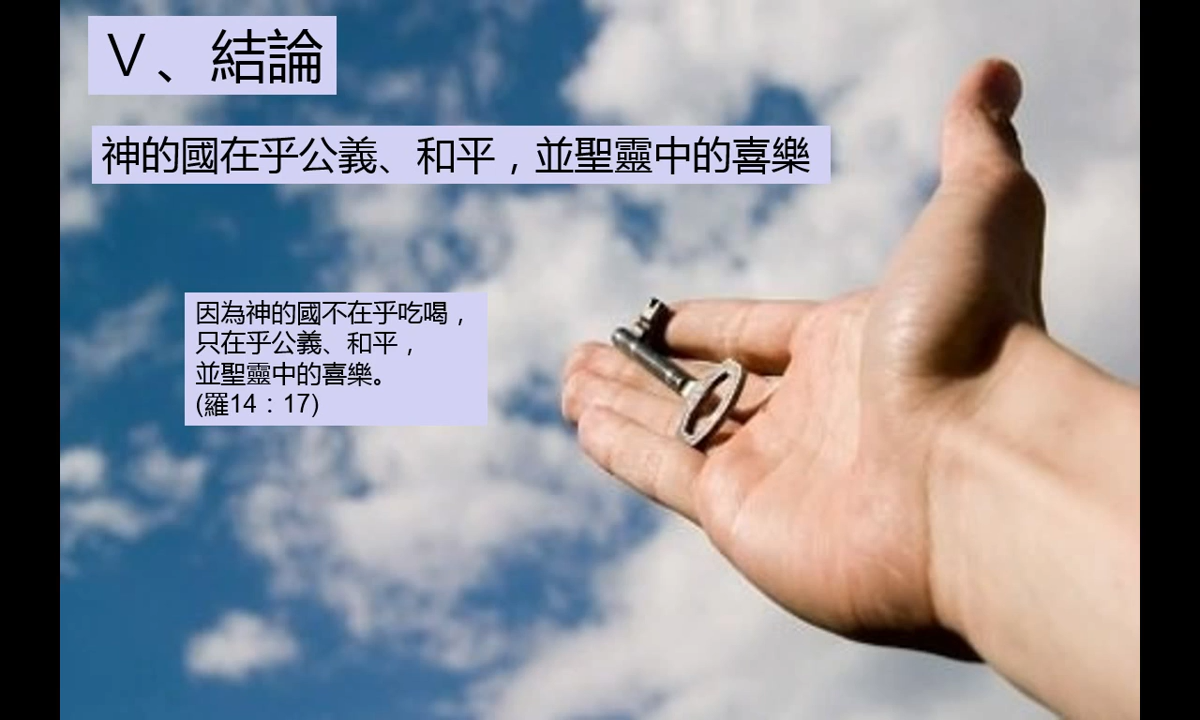 Ⅴ、結論
神的國在乎公義、和平，並聖靈中的喜樂
因為神的國不在乎吃喝，
只在乎公義、和平，
並聖靈中的喜樂。
(羅14：17)